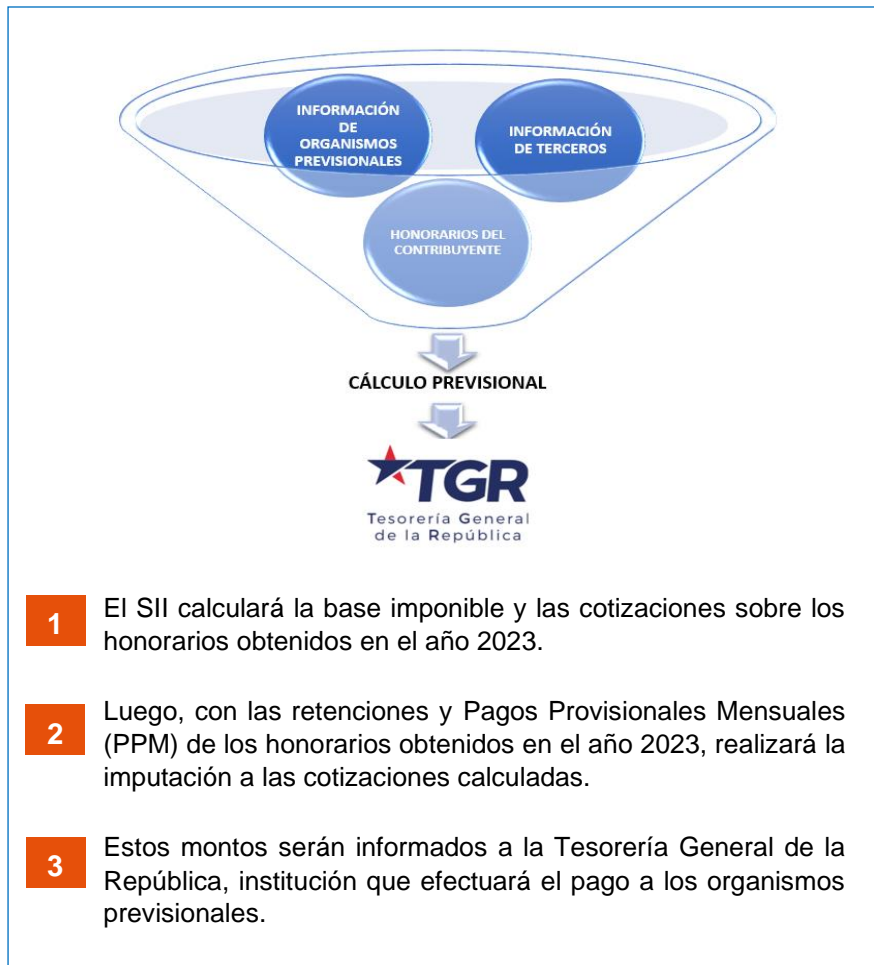 INFORMACIÓN
DE
ORGANISMOS
PREVISIONALES
INFORMACIÓN
DE TERCEROS
HONORARIOS DEL
CONTRIBUYENTE
CÁLCULO PREVISIONAL
TGR
Tesorería General
de la República
1
El SII calculará la base imponible y las cotizaciones sobre los
honorarios obtenidos en el año 2023.
2
Luego, con las retenciones y Pagos Provisionales Mensuales
(PPM) de los honorarios obtenidos en el año 2023, realizará la
imputación a las cotizaciones calculadas.
3
Estos montos serán informados a la Tesorería General de la
República, institución que efectuará el pago a los organismos
previsionales.